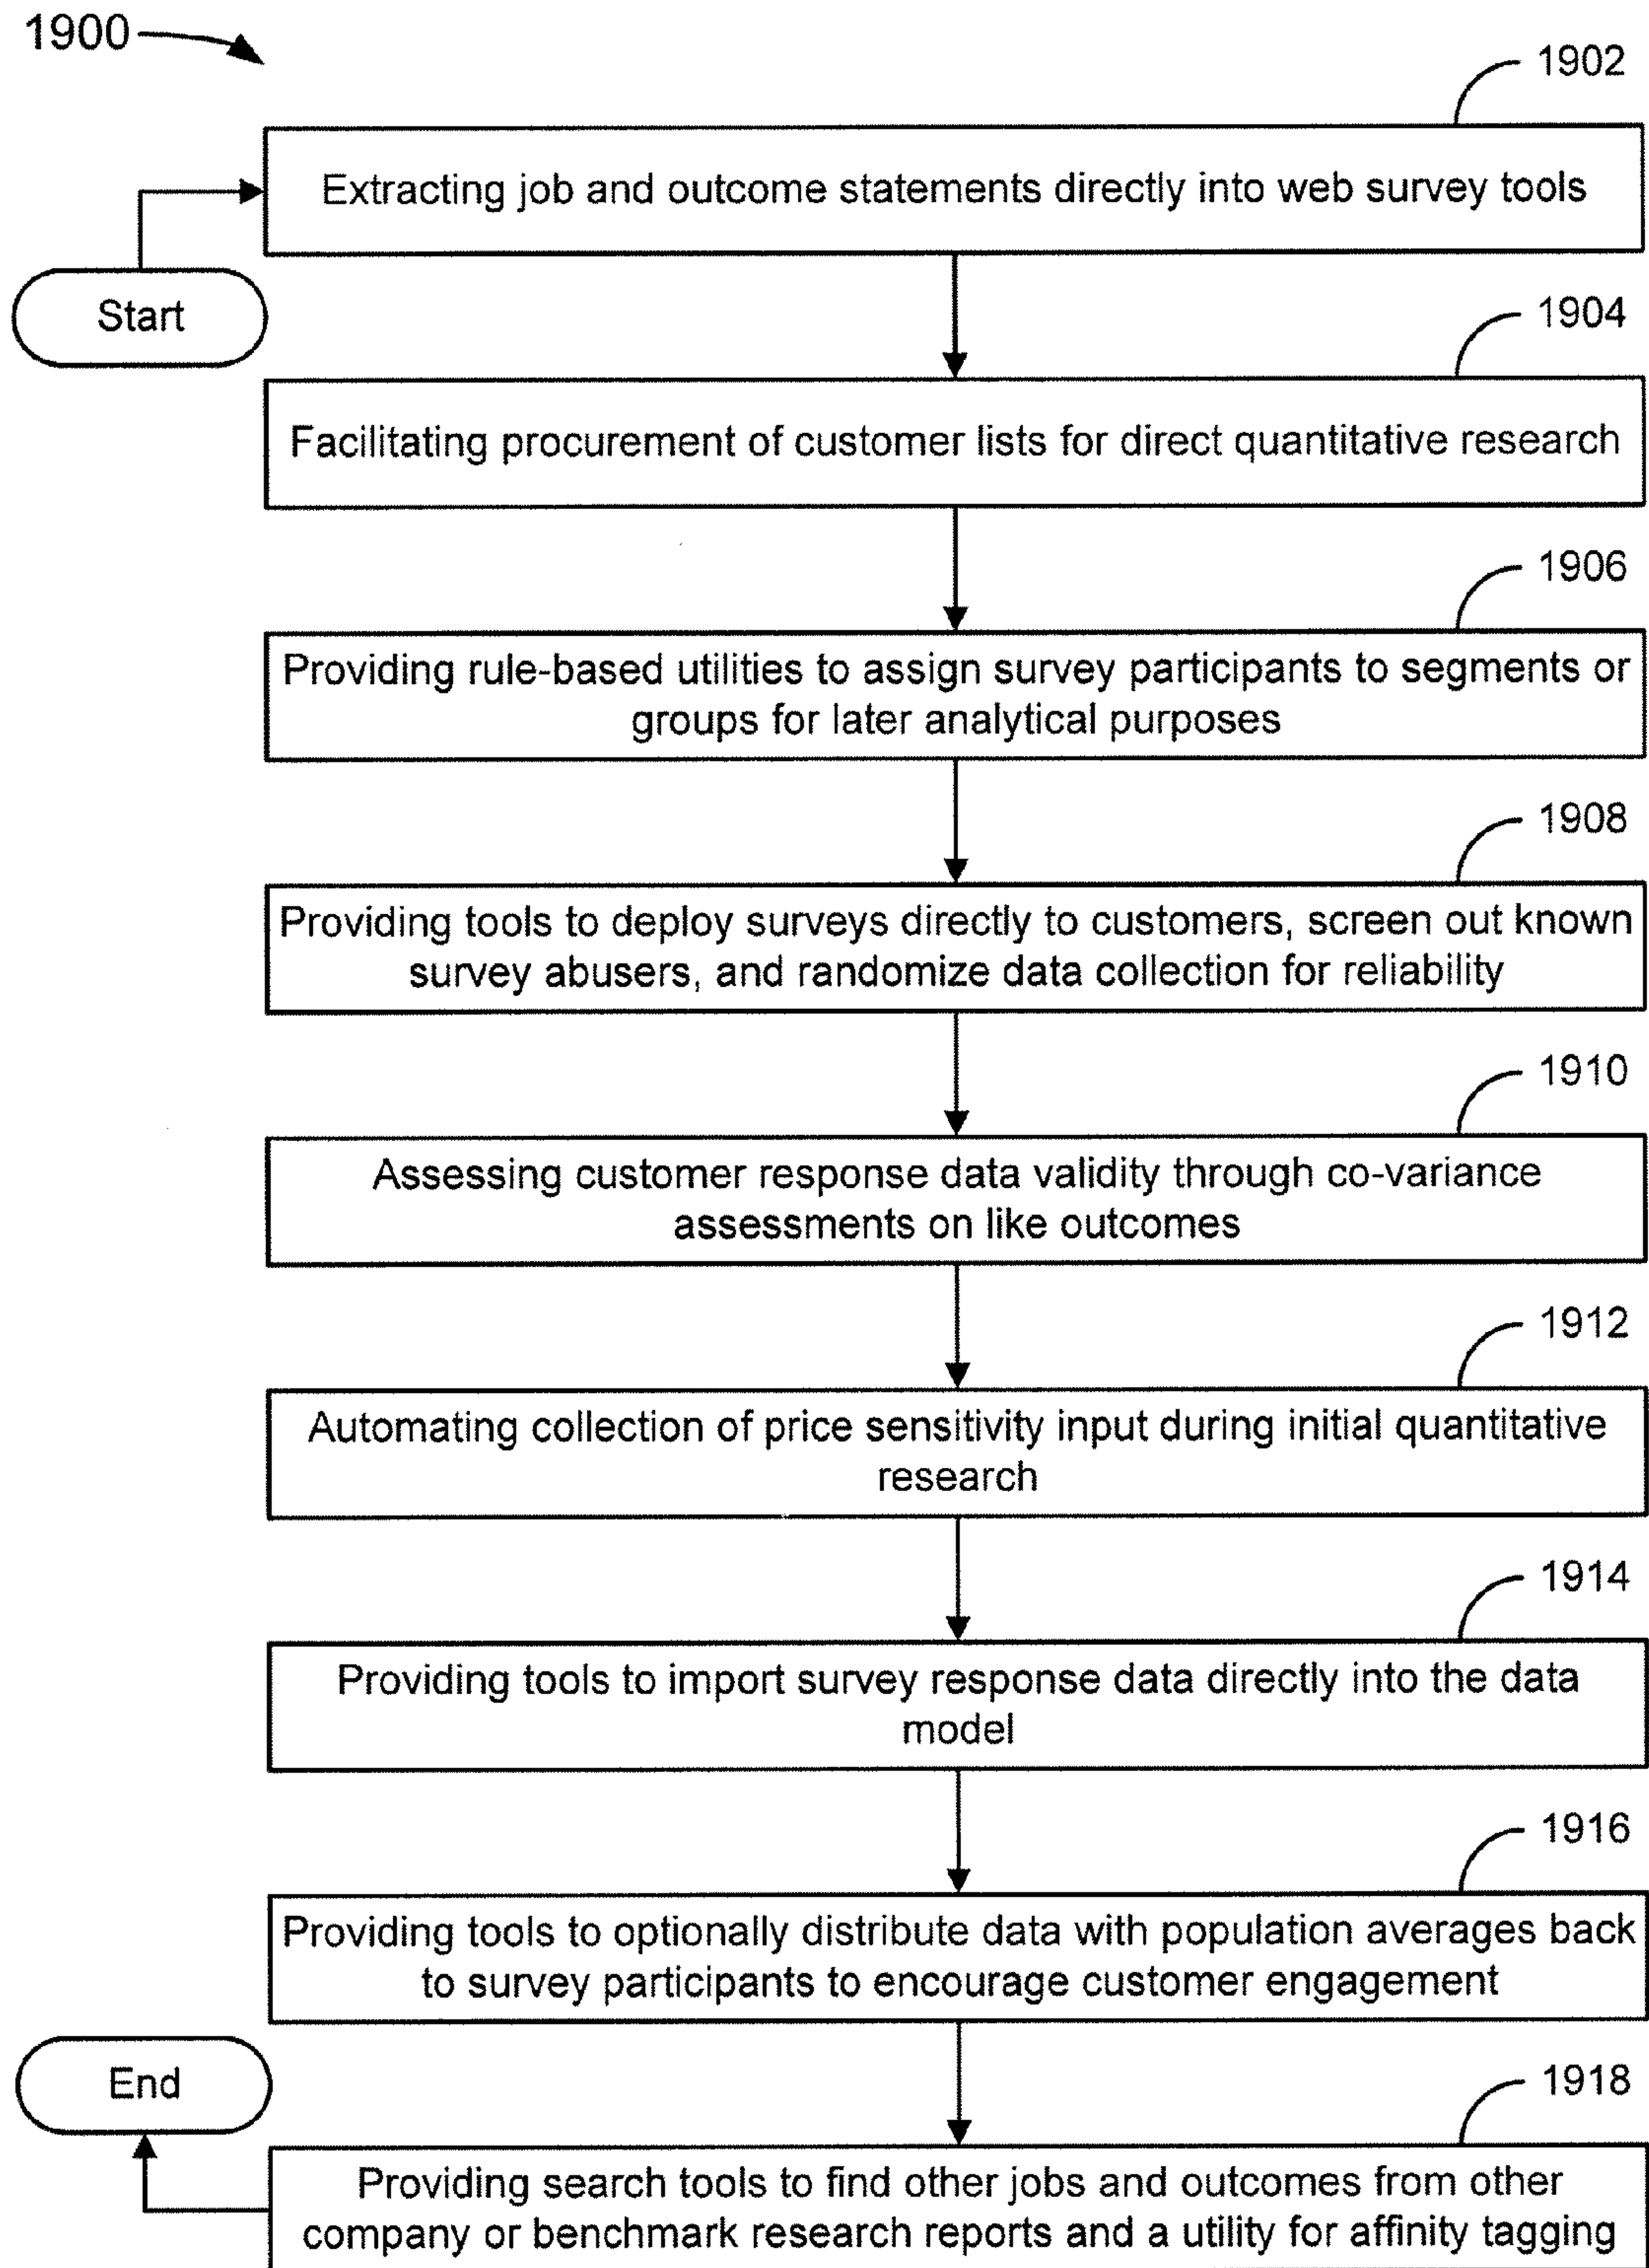 1900
1902
Extracting job and outcome statements directly into web survey tools
Start
1904
Facilitating procurement of customer lists for direct quantitative research
1906
Providing rule-based utilities to assign survey participants to segments or
groups for later analytical purposes
1908
Providing tools to deploy surveys directly to customers, screen out known
survey abusers, and randomize data collection for reliability
1910
Assessing customer response data validity through co-variance
assessments on like outcomes
1912
Automating collection of price sensitivity input during initial quantitative
research
1914
Providing tools to import survey response data directly into the data
model
1916
Providing tools to optionally distribute data with population averages back
to survey participants to encourage customer engagement
End
1918
Providing search tools to find other jobs and outcomes from other
company or benchmark research reports and a utility for affinity tagging